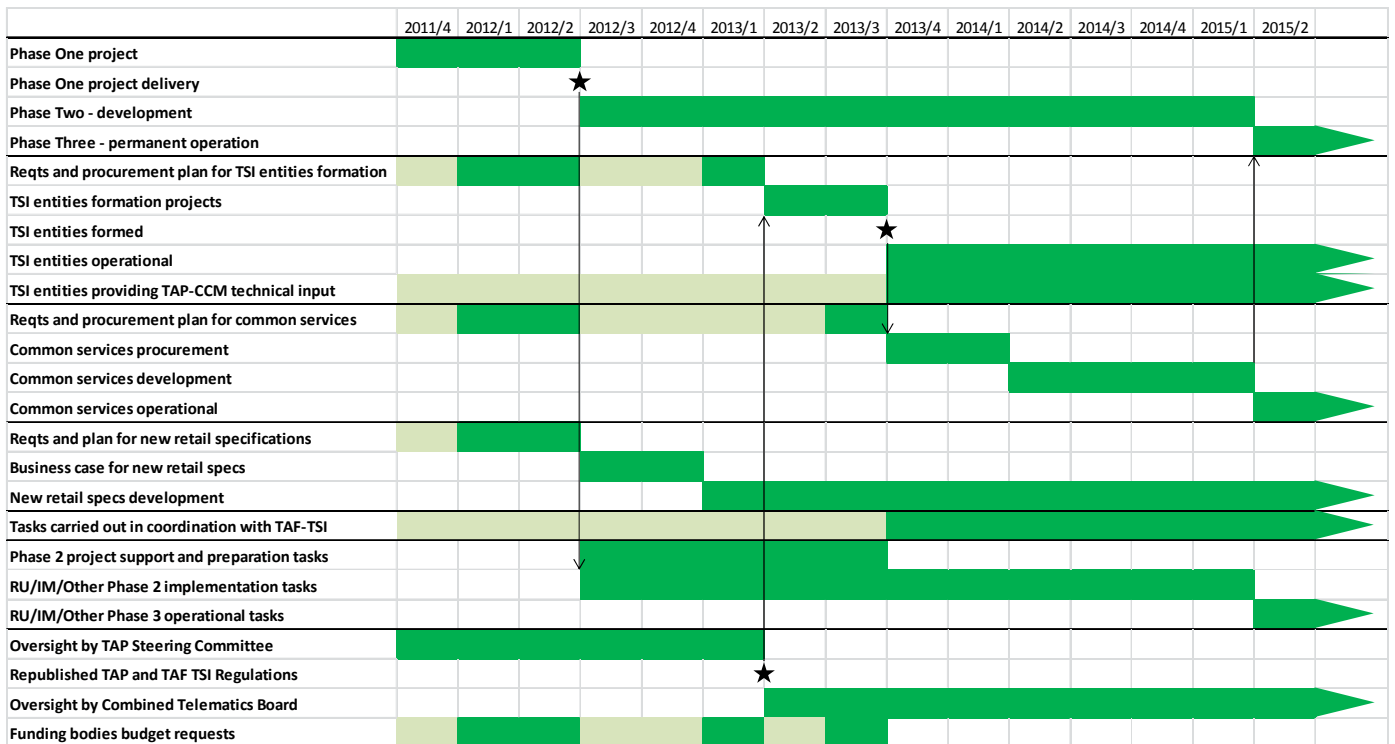 2011/4 2012/1 2012/2 2012/3 2012/4 2013/1 2013/2 2013/3 2013/4 2014/1 2014/2 2014/3 2014/4 2015/1 2015/2
Phase One project
Phase One project delivery
Phase Two - development
Phase Three - permanent operation
Reqts and procurement plan for TSI entities formation
TSI entities formation projects
TSI entities formed
TSI entities operational
TSI entities providing TAP-CCM technical input
Reqts and procurement plan for common services
Common services procurement
Common services development
Common services operational
Reqts and plan for new retail specifications
Business case for new retail specs
New retail specs development
Tasks carried out in coordination with TAF-TSI
Phase 2 project support and preparation tasks
RU/IM/Other Phase 2 implementation tasks
RU/IM/Other Phase 3 operational tasks
Oversight by TAP Steering Committee
Republished TAP and TAF TSI Regulations
Oversight by Combined Telematics Board
Funding bodies budget requests